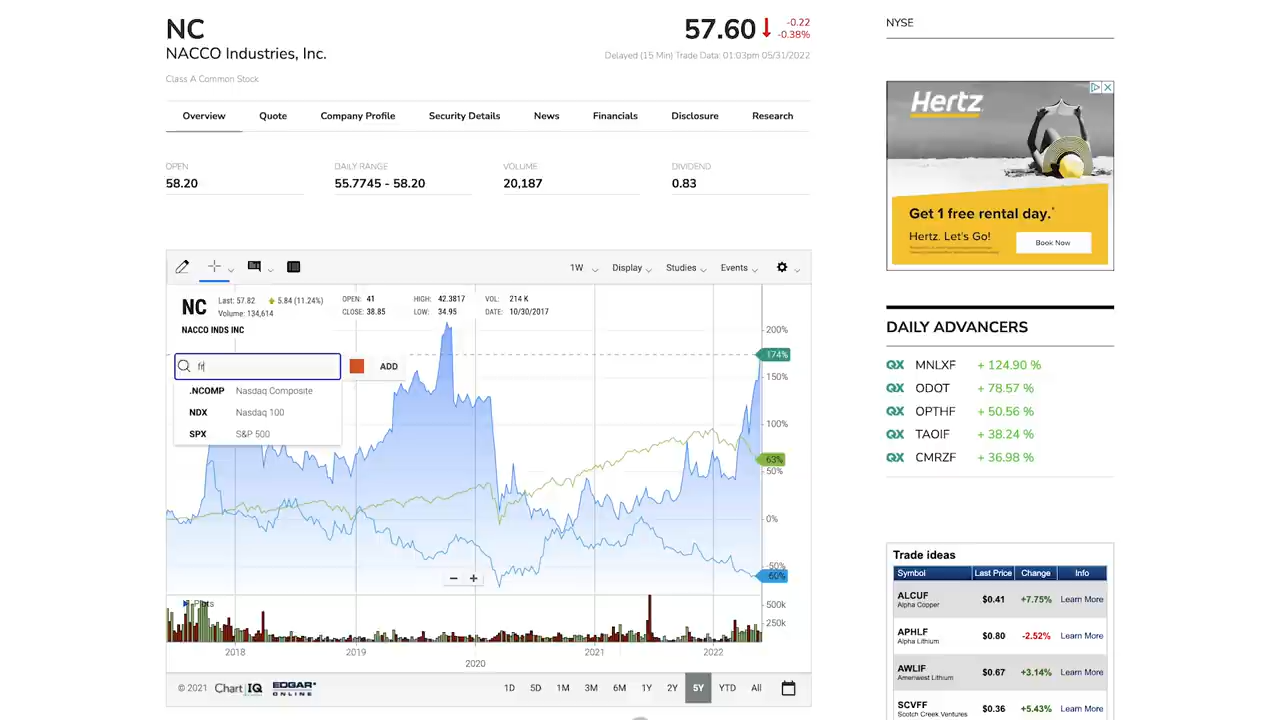 NC
57.60
-0.22
-0.38%
NACCO Industries, Inc.
Delayed (15 Min) Trade Data: 01:03pm 05/31/2022
Class A Common Stock
Overview Quote Company Profile Security Details News Financials Disclosure Research
OPEN DAILY RANGE VOLUME DIVIDEND
58.20 55.7745 - 58.20 20,187 0.83
1W Display Studies Events
NC Last: 57.82 5.84 (11.24%) OPEN: 41 HIGH: 42.3817 VOL: 214 K
Volume: 134,614 CLOSE: 38.85 LOW: 34.95 DATE: 10/30/2017
NACCO INDS INC
fr ADD
.NCOMP Nasdaq Composite
NDX Nasdaq 100
SPX S&P 500
200%
174%
150%
100%
63%
50%
0%
-50%
-60%
Plots
500k
250k
2018 2019 2020 2021 2022
© 2021 ChartIQ EDGAR ONLINE
1D 5D 1M 3M 6M 1Y 2Y 5Y YTD All
NYSE
Hertz
Get 1 free rental day.*
Hertz. Let's Go!
Book Now
DAILY ADVANCERS
QX MNLXF + 124.90 %
QX ODOT + 78.57 %
QX OPTHF + 50.56 %
QX TAOIF + 38.24 %
QX CMRZF + 36.98 %
Trade ideas
Symbol Last Price Change Info
ALCUF $0.41 +7.75% Learn More
Alpha Copper
APHLF $0.80 -2.52% Learn More
Alpha Lithium
AWLIF $0.67 +3.14% Learn More
Ameriwest Lithium
SCVFF $0.36 +5.43% Learn More
Scotch Creek Ventures